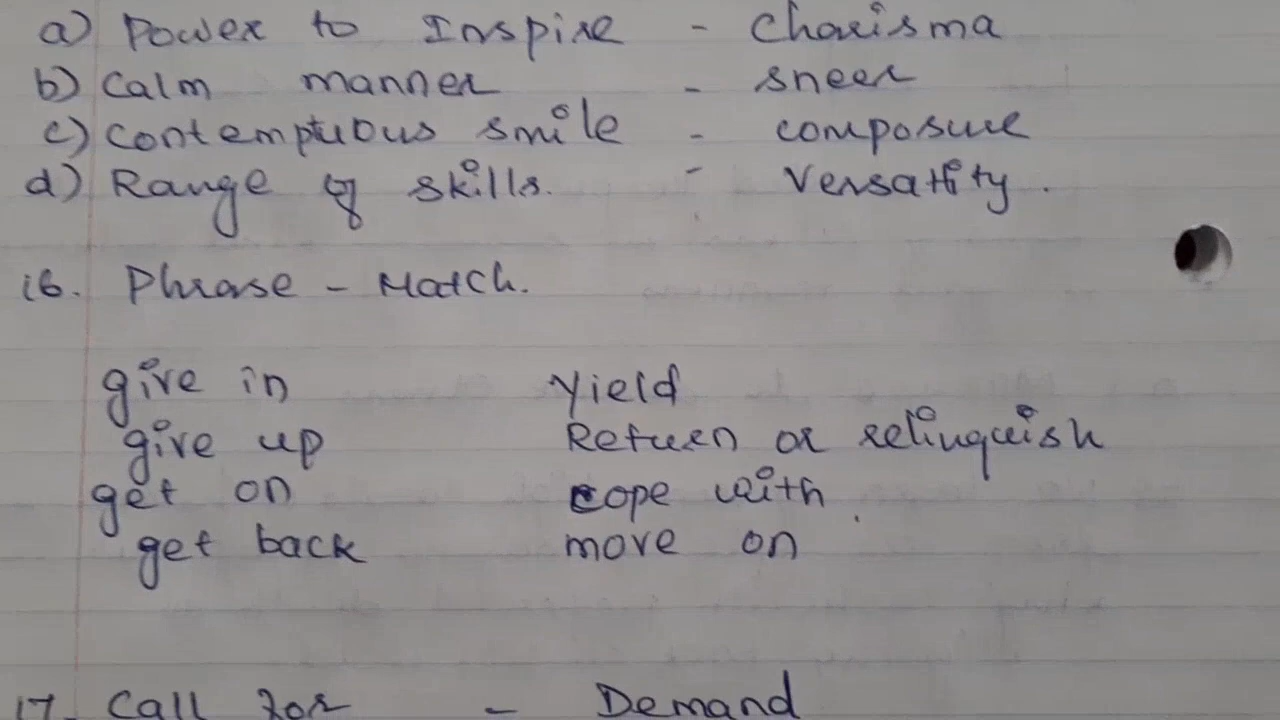 a) Power to Inspire - Charisma
b) Calm manner - sneer
c) Contemptuous smile - composure
d) Range of skills. - Versatity.
16. Phrase - Match.
give in yield
give up Return or relinquish
get on cope with
get back move on
17. Call for - Demand